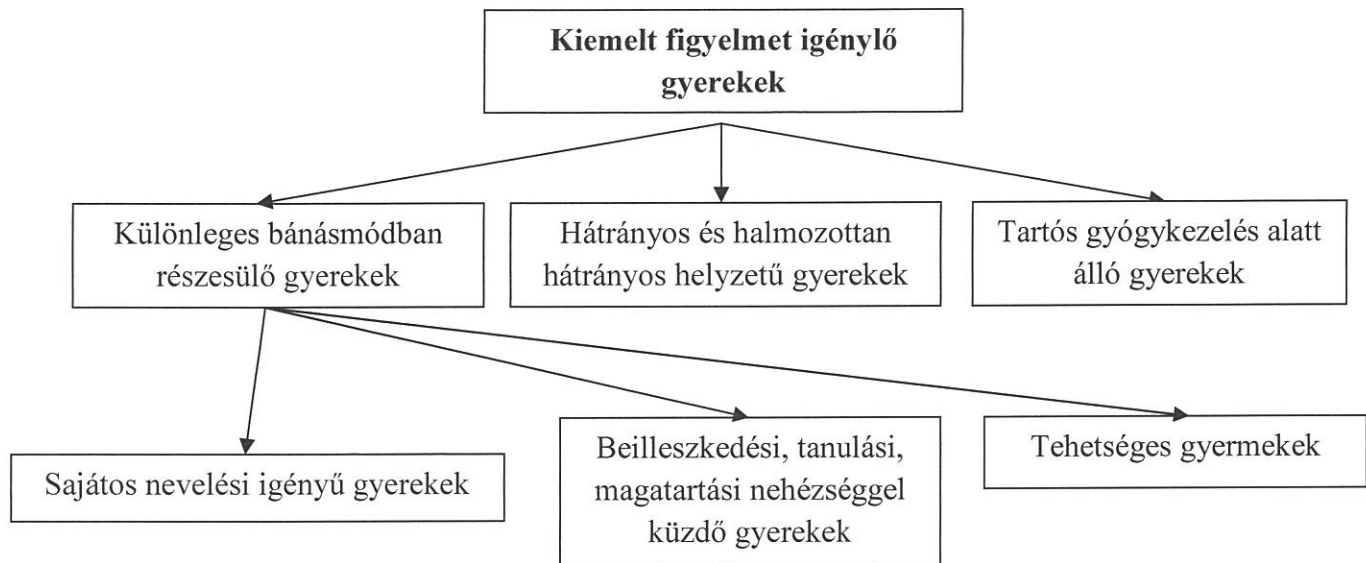 Kiemelt figyelmet igénylő
gyerekek
Különleges bánásmódban
részesülő gyerekek
Hátrányos és halmozottan
hátrányos helyzetű gyerekek
Tartós gyógykezelés alatt
álló gyerekek
Sajátos nevelési igényű gyerekek
Beilleszkedési, tanulási,
magatartási nehézséggel
küzdő gyerekek
Tehetséges gyermekek